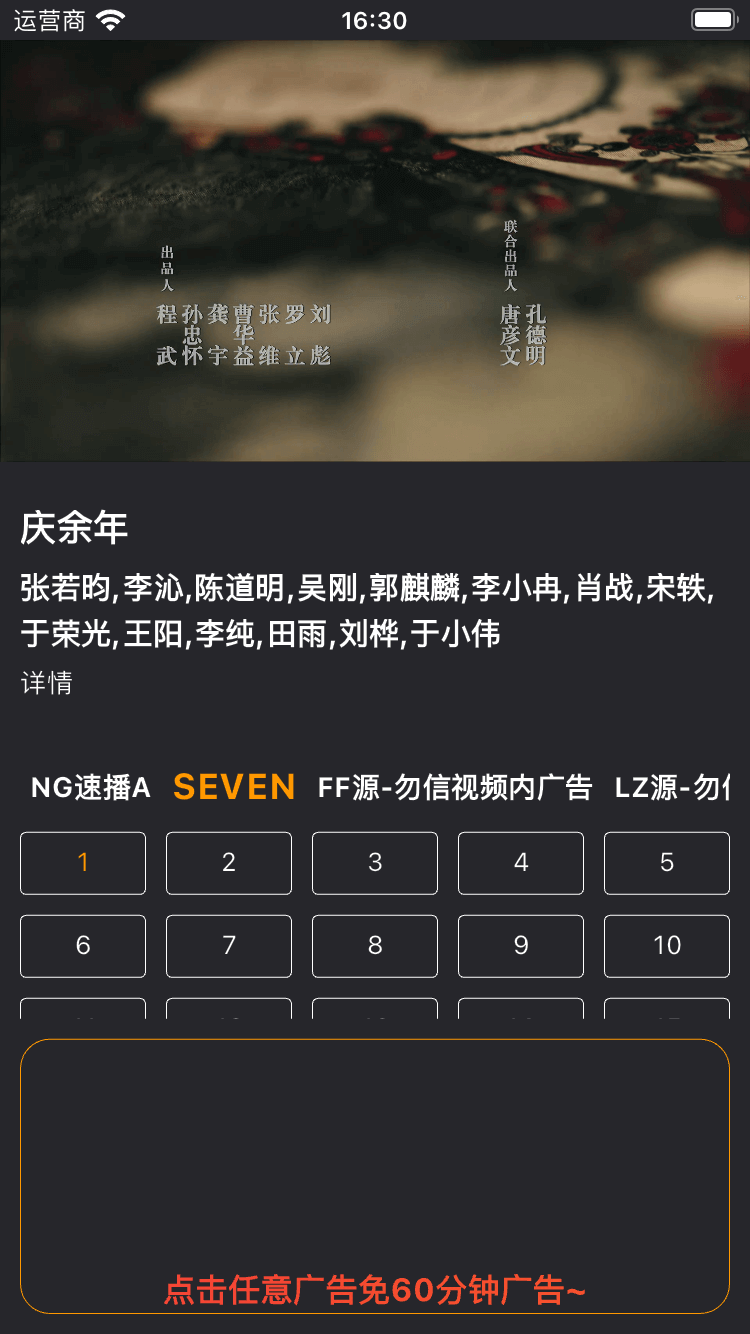 运营商
16:30
出品人
程武 孙忠怀 龚宇 曹华益 张维 罗立 刘彪
联合出品人
唐彦文 孔德明
庆余年
张若昀,李沁,陈道明,吴刚,郭麒麟,李小冉,肖战,宋轶,
于荣光,王阳,李纯,田雨,刘桦,于小伟
详情
NG速播A SEVEN FF源-勿信视频内广告 LZ源-勿
1 2 3 4 5
6 7 8 9 10
点击任意广告免60分钟广告~